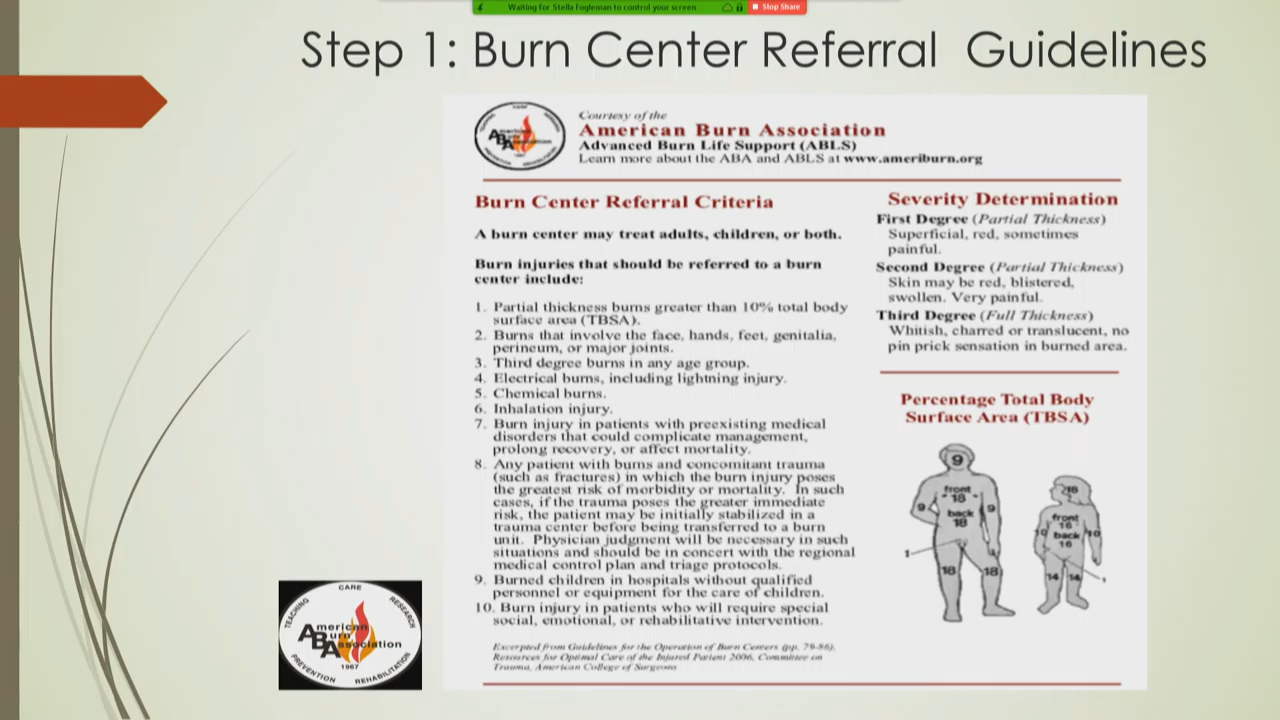 Waiting for Stella Fogleman to control your screen
Stop Share
Step 1: Burn Center Referral Guidelines
Courtesy of the
American Burn Association
Advanced Burn Life Support (ABLS)
Learn more about the ABA and ABLS at www.ameriburn.org
Burn Center Referral Criteria
A burn center may treat adults, children, or both.
Burn injuries that should be referred to a burn
center include:
1. Partial thickness burns greater than 10% total body
surface area (TBSA).
2. Burns that involve the face, hands, feet, genitalia,
perineum, or major joints.
3. Third degree burns in any age group.
4. Electrical burns, including lightning injury.
5. Chemical burns.
6. Inhalation injury.
7. Burn injury in patients with preexisting medical
disorders that could complicate management,
prolong recovery, or affect mortality.
8. Any patient with burns and concomitant trauma
(such as fractures) in which the burn injury poses
the greatest risk of morbidity or mortality. In such
cases, if the trauma poses the greater immediate
risk, the patient may be initially stabilized in a
trauma center before being transferred to a burn
unit. Physician judgment will be necessary in such
situations and should be in concert with the regional
medical control plan and triage protocols.
9. Burned children in hospitals without qualified
personnel or equipment for the care of children.
10. Burn injury in patients who will require special
social, emotional, or rehabilitative intervention.
Excerpted from Guidelines for the Operation of Burn Centers (pp. 79-86),
Resources for Optimal Care of the Injured Patient 2006, Committee on
Trauma, American College of Surgeons
Severity Determination
First Degree (Partial Thickness)
Superficial, red, sometimes
painful.
Second Degree (Partial Thickness)
Skin may be red, blistered,
swollen. Very painful.
Third Degree (Full Thickness)
Whitish, charred or translucent, no
pin prick sensation in burned area.
Percentage Total Body
Surface Area (TBSA)
9
front
18
back
18
9
9
1
18
18
18
front
16
back
16
10
10
14
14
1
CARE
TEACHING
RESEARCH
American
Burn
Association
1967
PREVENTION
REHABILITATION